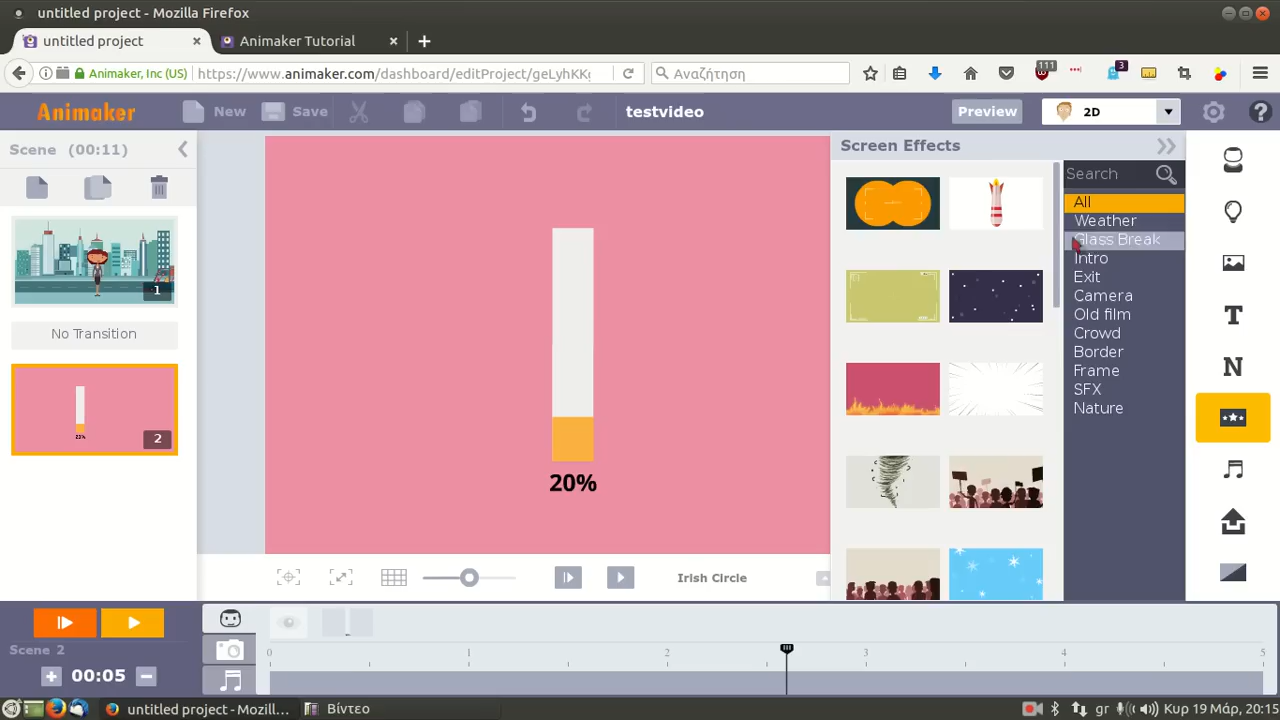 untitled project - Mozilla Firefox
untitled project
Animaker Tutorial
Animaker, Inc (US)
https://www.animaker.com/dashboard/editProject/geLyhKKg
Αναζήτηση
111
3
Animaker
New
Save
testvideo
Preview
2D
Scene (00:11)
Screen Effects
Search
All
Weather
Glass Break
Intro
Exit
Camera
Old film
Crowd
Border
Frame
SFX
Nature
1
No Transition
2
20%
Irish Circle
Scene 2
00:05
0 1 2 3 4 5
untitled project - Mozill...
Βίντεο
gr
Κυρ 19 Μάρ, 20:15